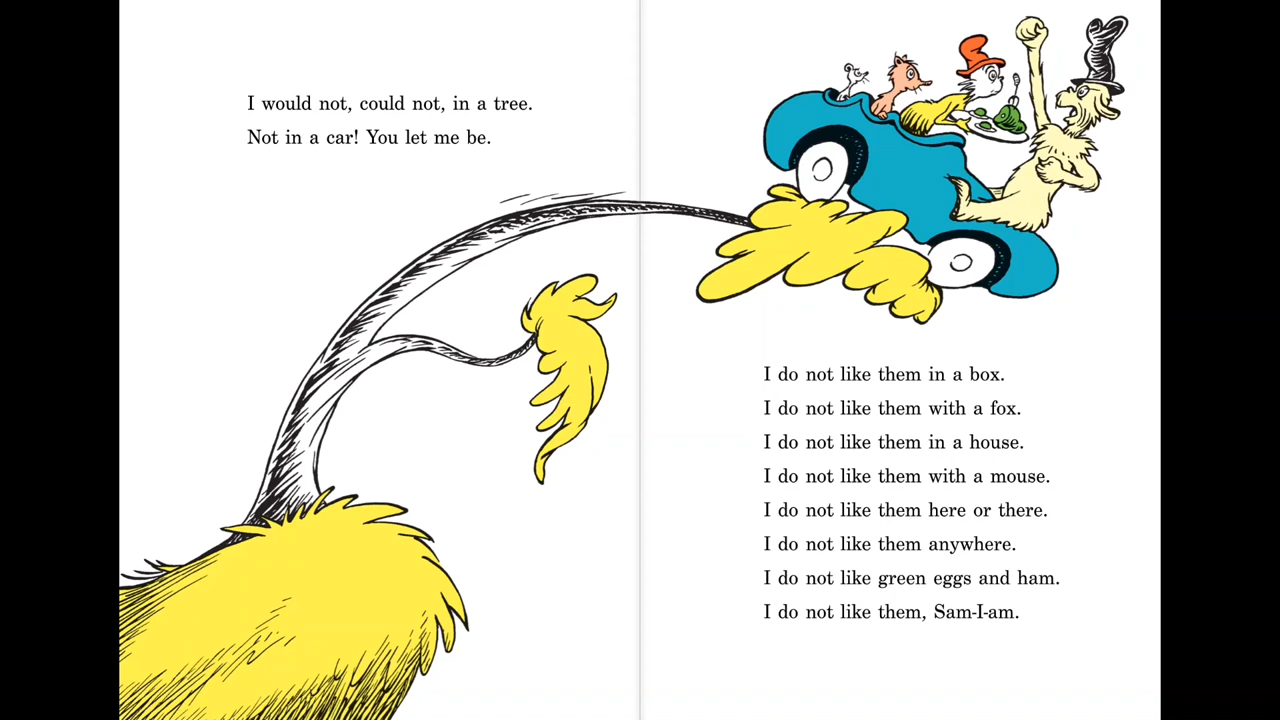 I would not, could not, in a tree.
Not in a car! You let me be.
I do not like them in a box.
I do not like them with a fox.
I do not like them in a house.
I do not like them with a mouse.
I do not like them here or there.
I do not like them anywhere.
I do not like green eggs and ham.
I do not like them, Sam-I-am.